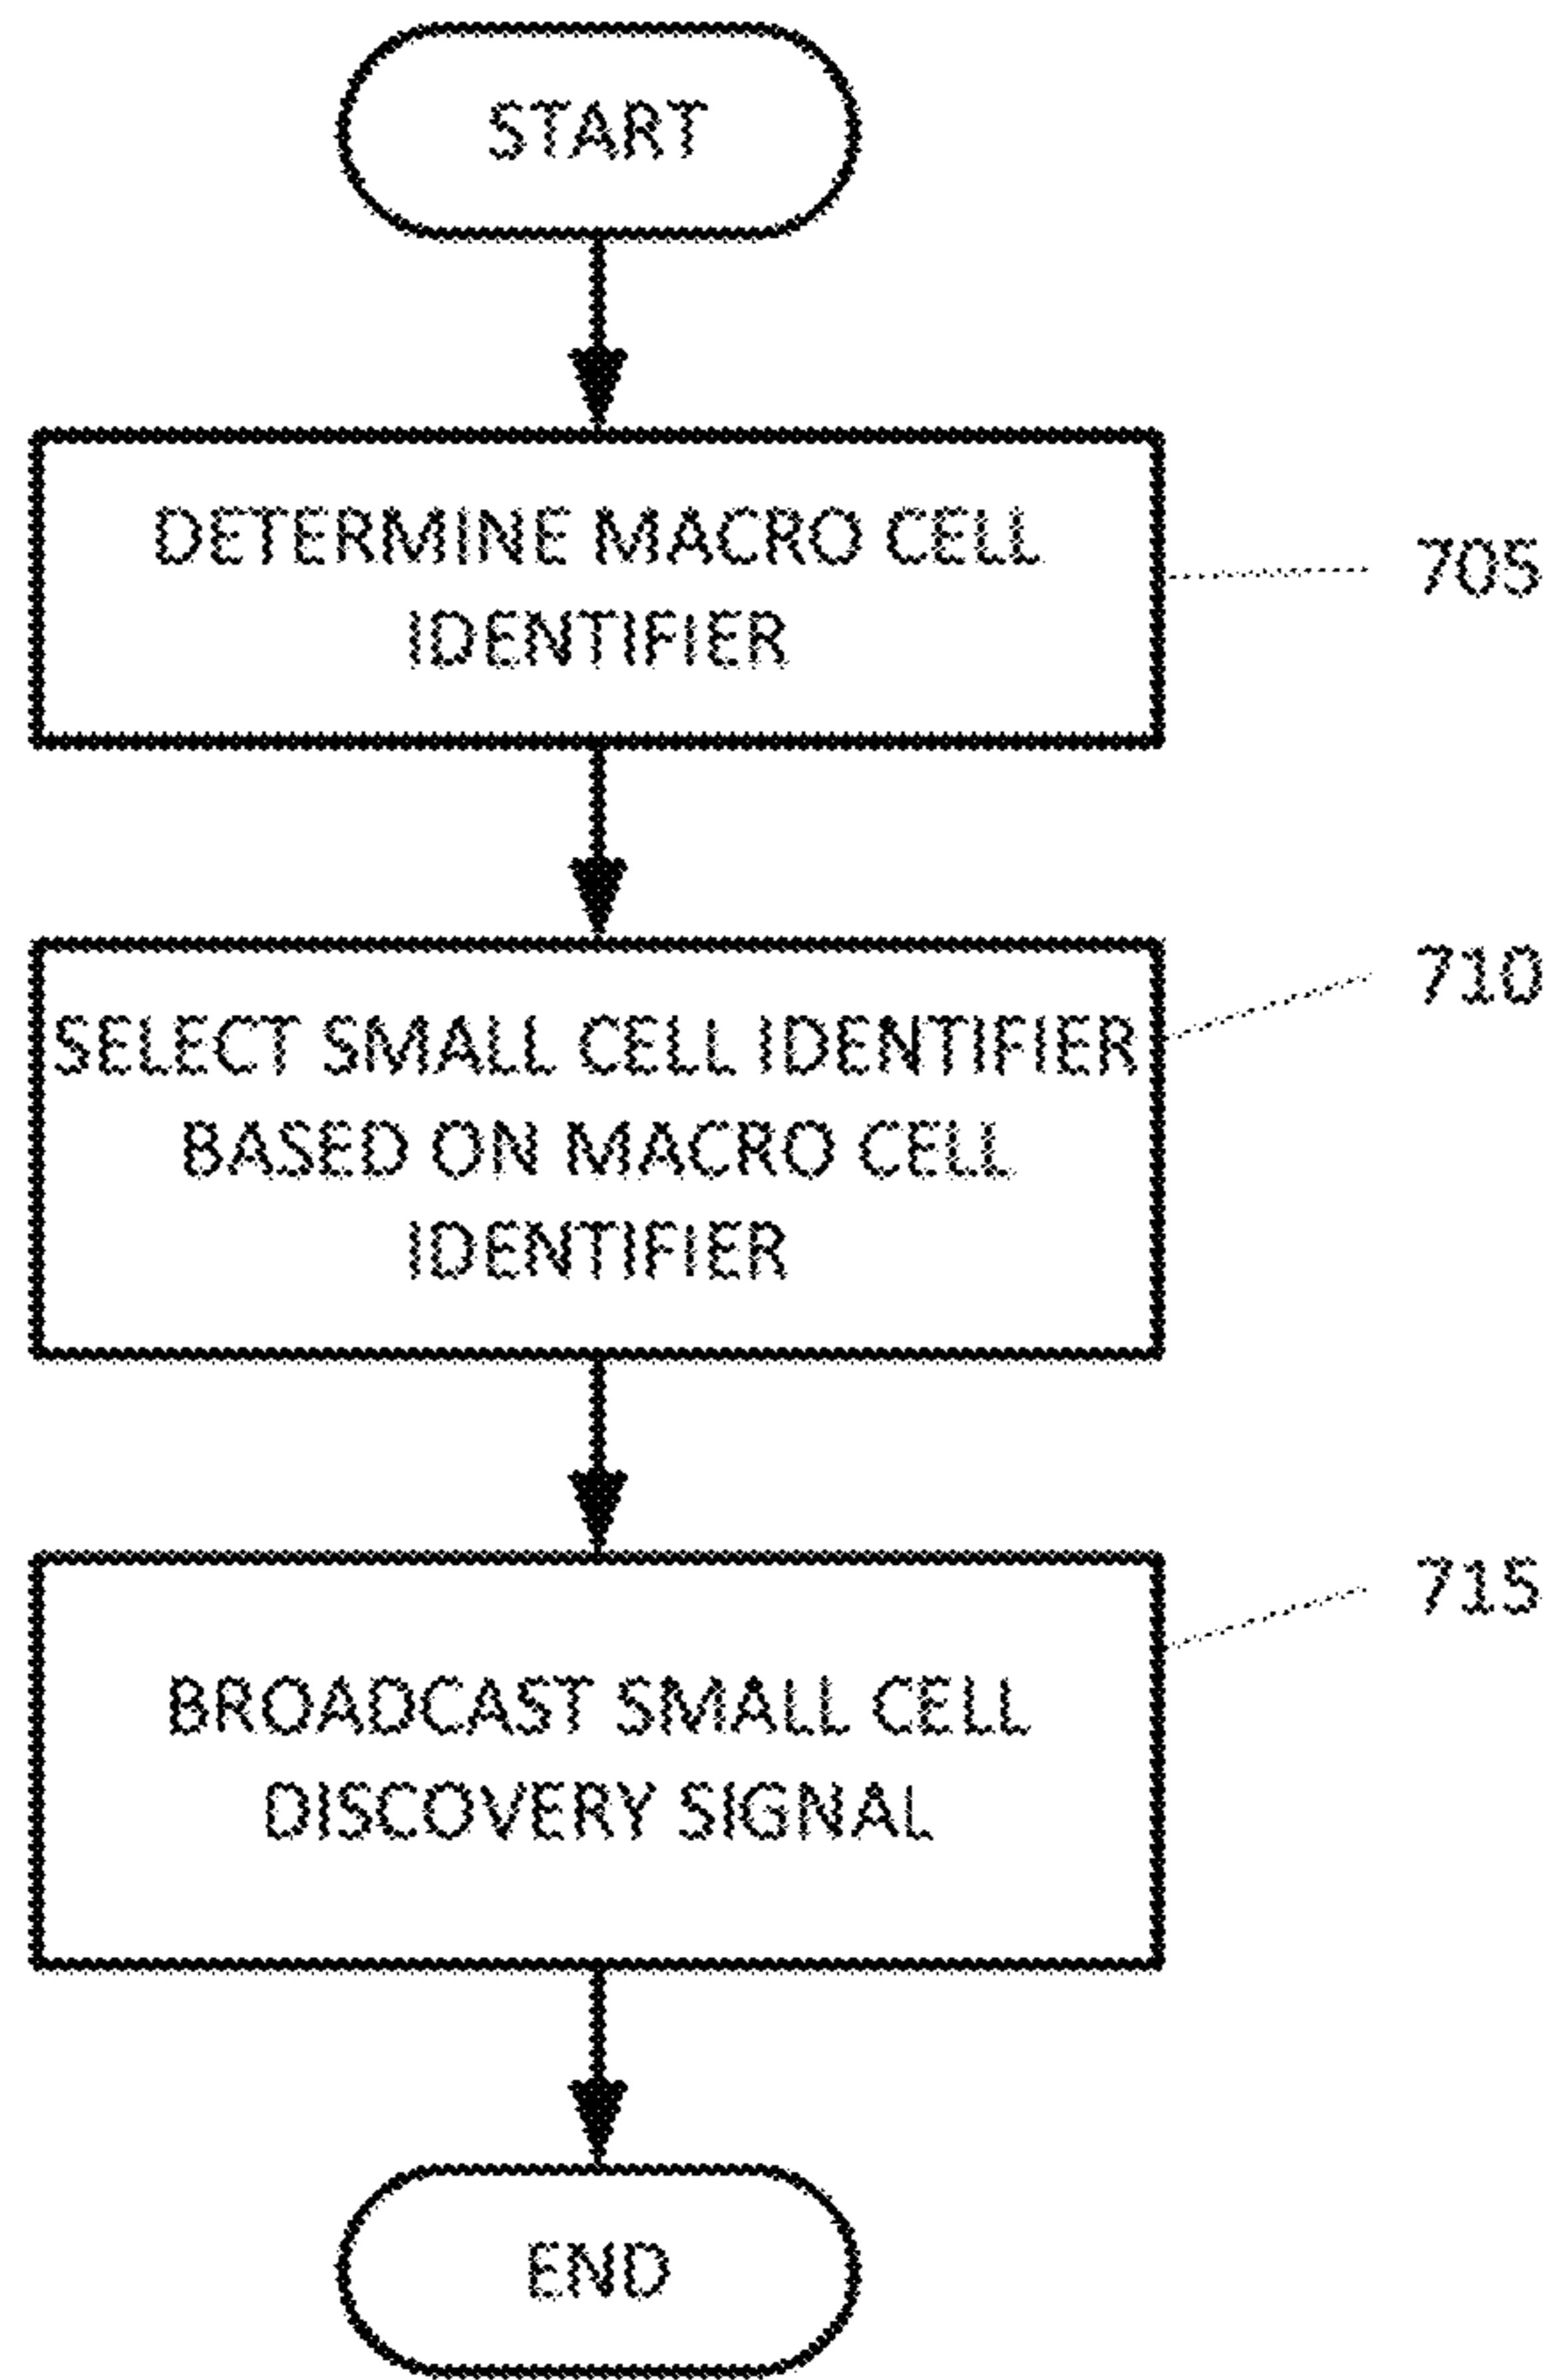 START
DETERMINE MACRO CELL
IDENTIFIER
705
SELECT SMALL CELL IDENTIFIER
BASED ON MACRO CELL
IDENTIFIER
710
BROADCAST SMALL CELL
DISCOVERY SIGNAL
715
END